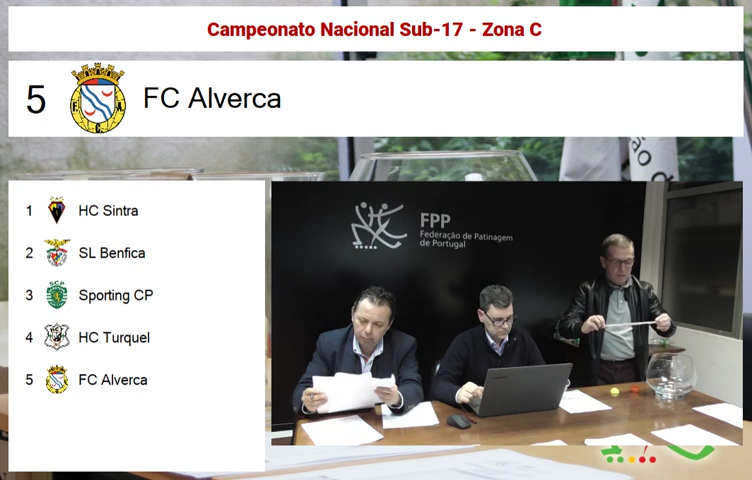 Campeonato Nacional Sub-17 - Zona C
5 FC Alverca
1 HC Sintra
2 SL Benfica
3 Sporting CP
4 HC Turquel
5 FC Alverca
FPP
Federação de Patinagem
de Portugal